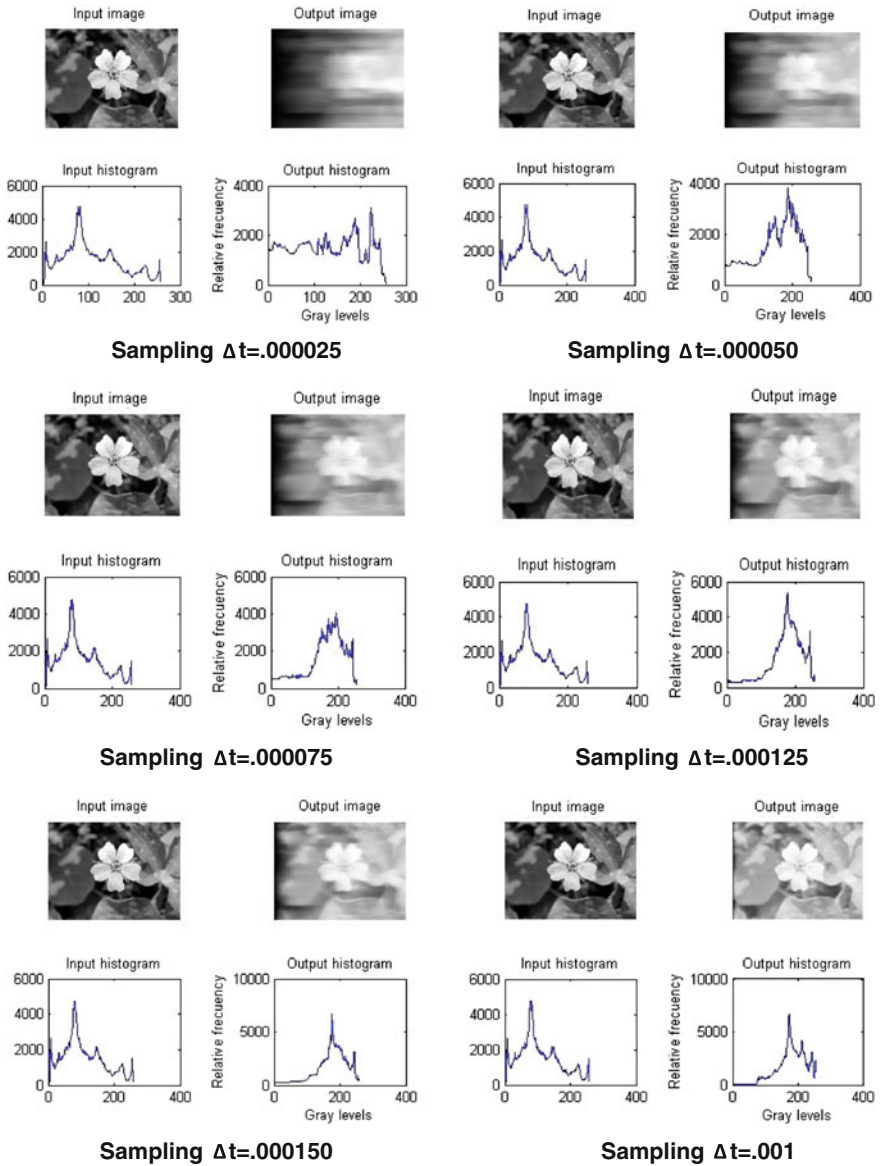 Input image
Output image
Input image
Output image
Input histogram
Output histogram
Input histogram
Output histogram
6000
4000
2000
0
0 100 200 300
Relative frecuency
4000
2000
0
0 100 200 300
Gray levels
6000
4000
2000
0
0 200 400
Relative frecuency
4000
2000
0
0 200 400
Gray levels
Sampling Δt=.000025
Sampling Δt=.000050
Input image
Output image
Input image
Output image
Input histogram
Output histogram
Input histogram
Output histogram
6000
4000
2000
0
0 200 400
Relative frecuency
6000
4000
2000
0
0 200 400
Gray levels
6000
4000
2000
0
0 200 400
Relative frecuency
6000
4000
2000
0
0 200 400
Gray levels
Sampling Δt=.000075
Sampling Δt=.000125
Input image
Output image
Input image
Output image
Input histogram
Output histogram
Input histogram
Output histogram
6000
4000
2000
0
0 200 400
Relative frecuency
10000
5000
0
0 200 400
Gray levels
6000
4000
2000
0
0 200 400
Relative frecuency
10000
5000
0
0 200 400
Gray levels
Sampling Δt=.000150
Sampling Δt=.001